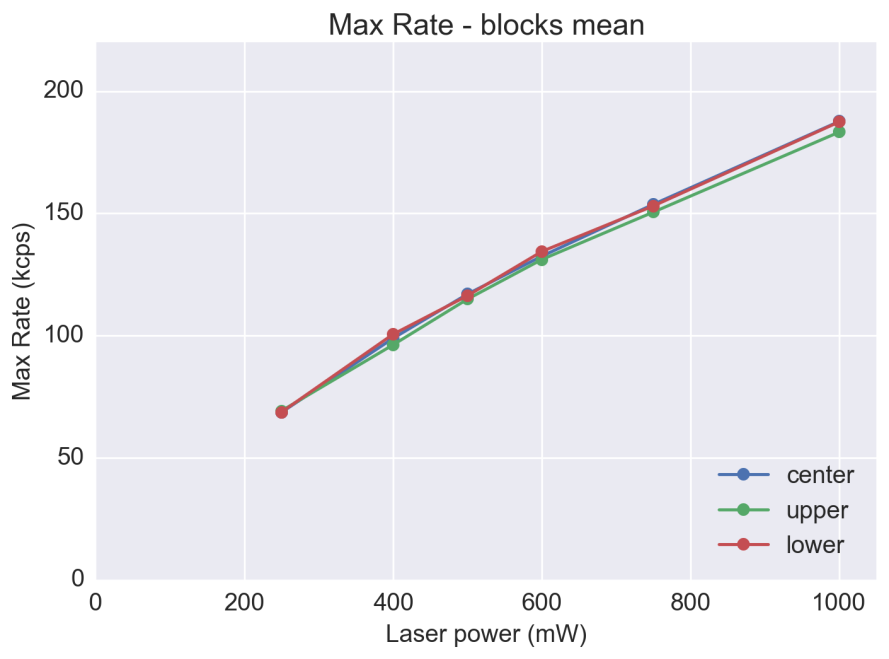 Max Rate - blocks mean
Max Rate (kcps)
200
150
100
50
0
0 200 400 600 800 1000
Laser power (mW)
center
upper
lower